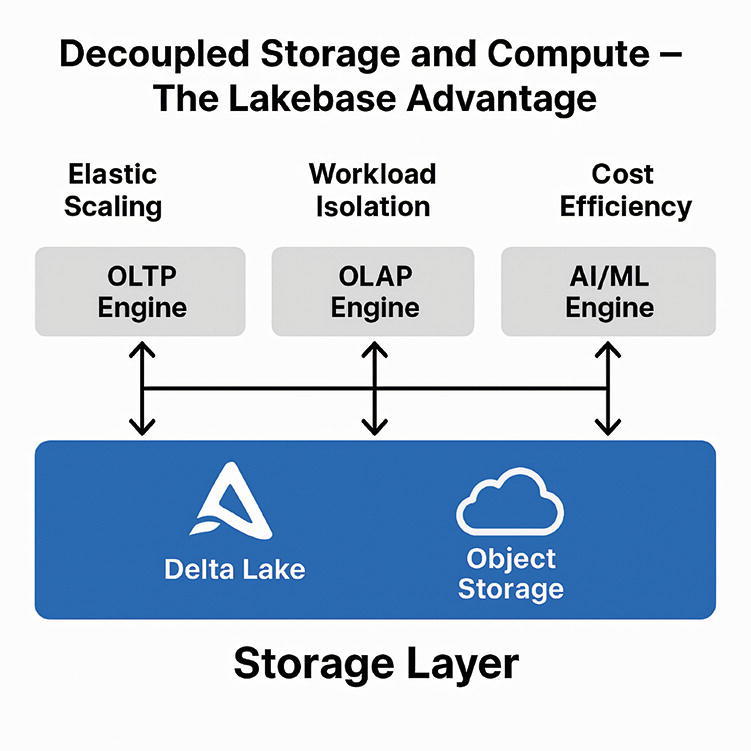 Decoupled Storage and Compute –
The Lakebase Advantage
Elastic
Scaling
Workload
Isolation
Cost
Efficiency
OLTP
Engine
OLAP
Engine
AI/ML
Engine
Delta Lake
Object
Storage
Storage Layer